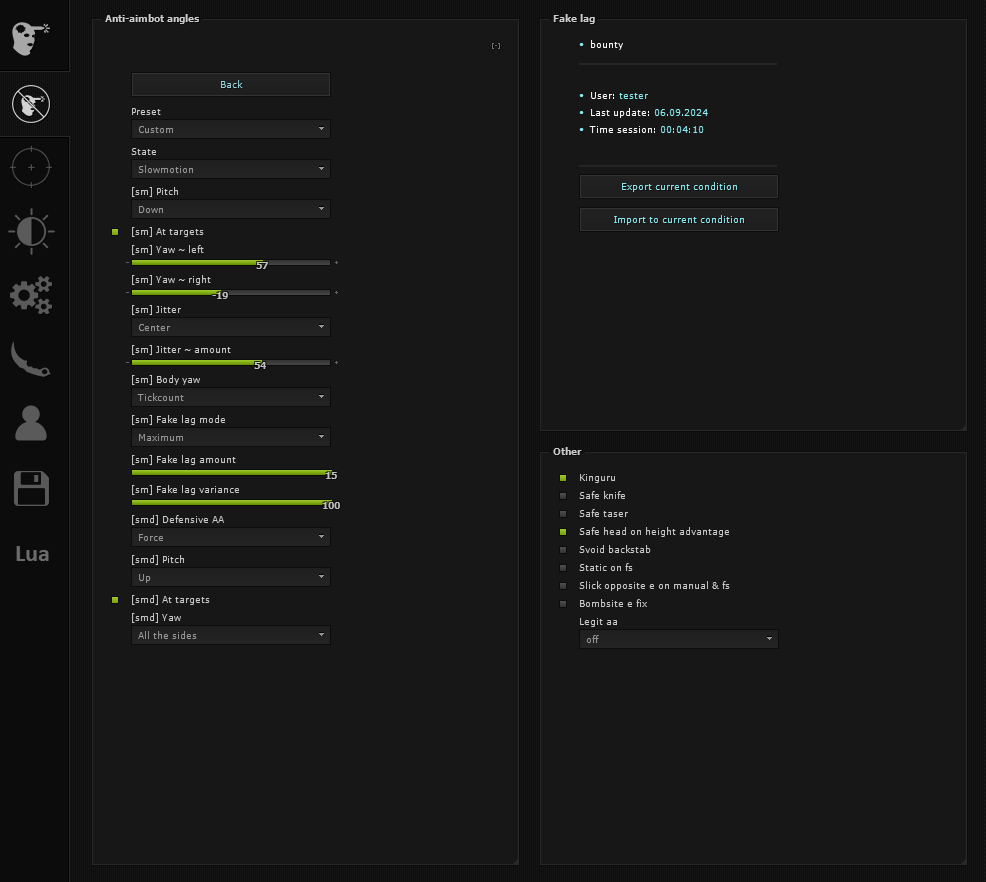 Anti-aimbot angles
[-]
Back
Preset
Custom
State
Slowmotion
[sm] Pitch
Down
[sm] At targets
[sm] Yaw ~ left
- +
57
[sm] Yaw ~ right
- +
-19
[sm] Jitter
Center
[sm] Jitter ~ amount
- +
54
[sm] Body yaw
Tickcount
[sm] Fake lag mode
Maximum
[sm] Fake lag amount
15
[sm] Fake lag variance
100
[smd] Defensive AA
Force
[smd] Pitch
Up
[smd] At targets
[smd] Yaw
All the sides
Fake lag
• bounty
• User: tester
• Last update: 06.09.2024
• Time session: 00:04:10
Export current condition
Import to current condition
Other
Kinguru
Safe knife
Safe taser
Safe head on height advantage
Svoid backstab
Static on fs
Slick opposite e on manual & fs
Bombsite e fix
Legit aa
off
Lua